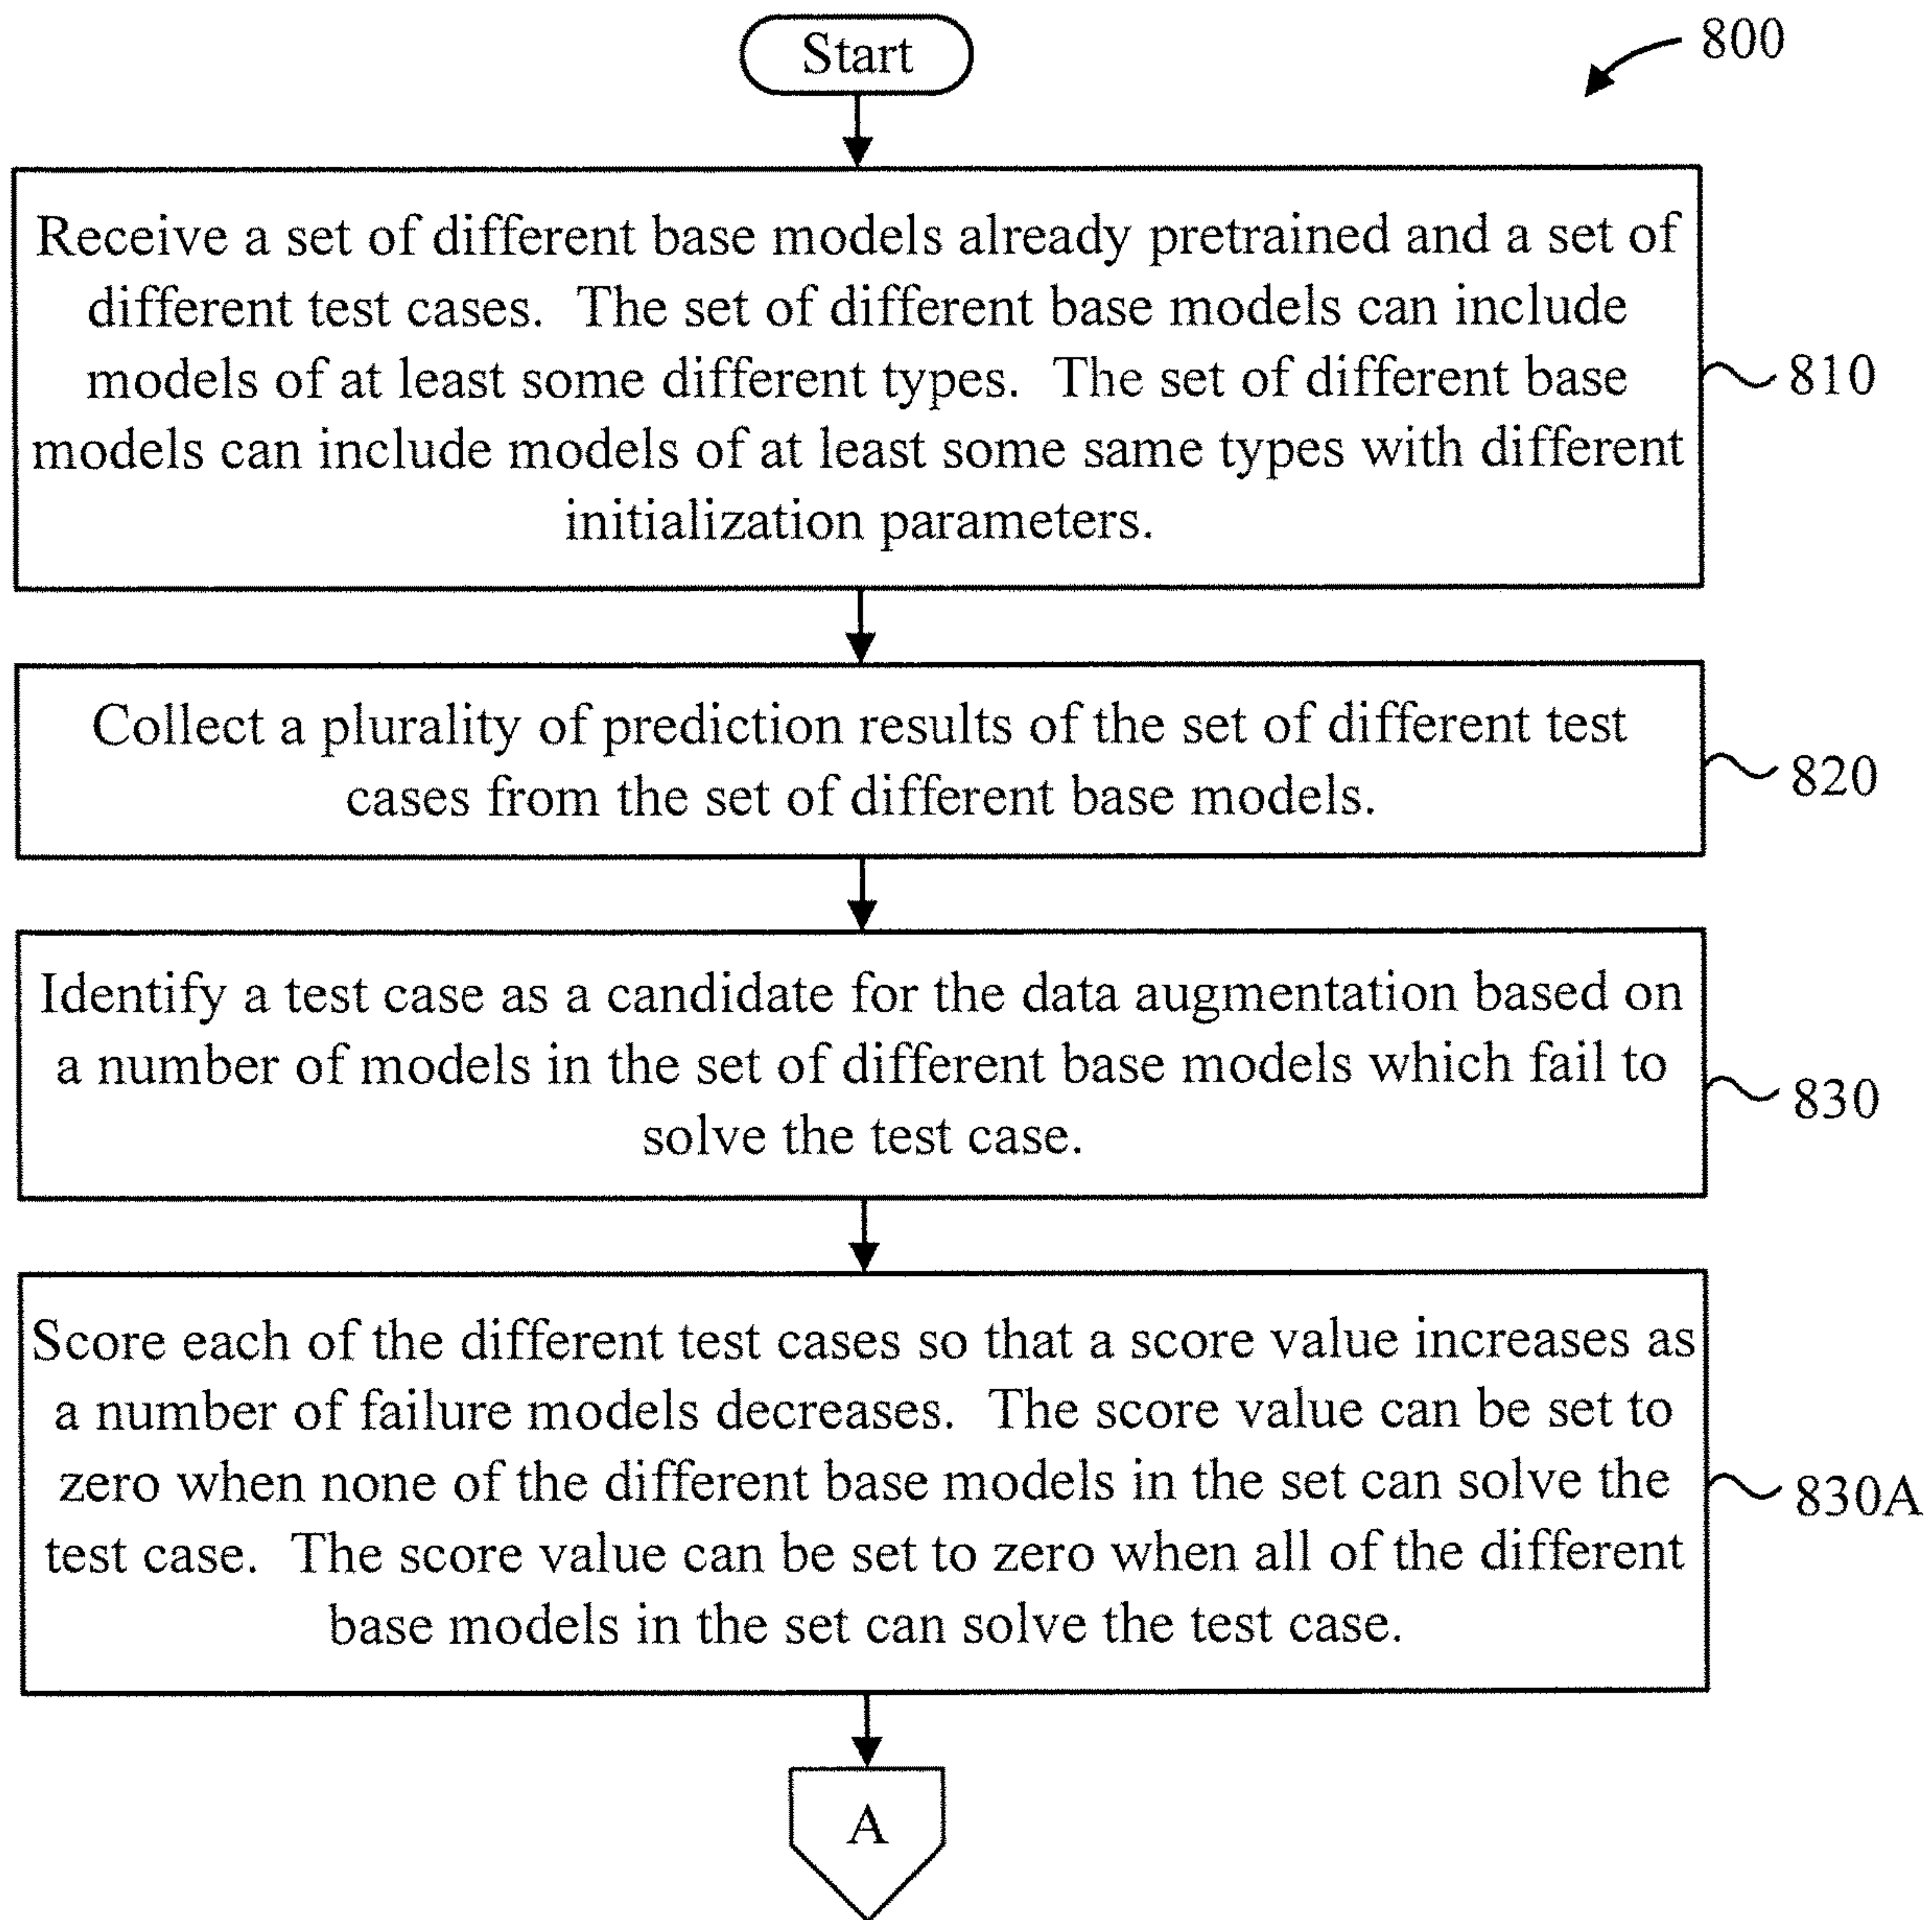 Start
800
Receive a set of different base models already pretrained and a set of
different test cases. The set of different base models can include
models of at least some different types. The set of different base
models can include models of at least some same types with different
initialization parameters.
810
Collect a plurality of prediction results of the set of different test
cases from the set of different base models.
820
Identify a test case as a candidate for the data augmentation based on
a number of models in the set of different base models which fail to
solve the test case.
830
Score each of the different test cases so that a score value increases as
a number of failure models decreases. The score value can be set to
zero when none of the different base models in the set can solve the
test case. The score value can be set to zero when all of the different
base models in the set can solve the test case.
830A
A